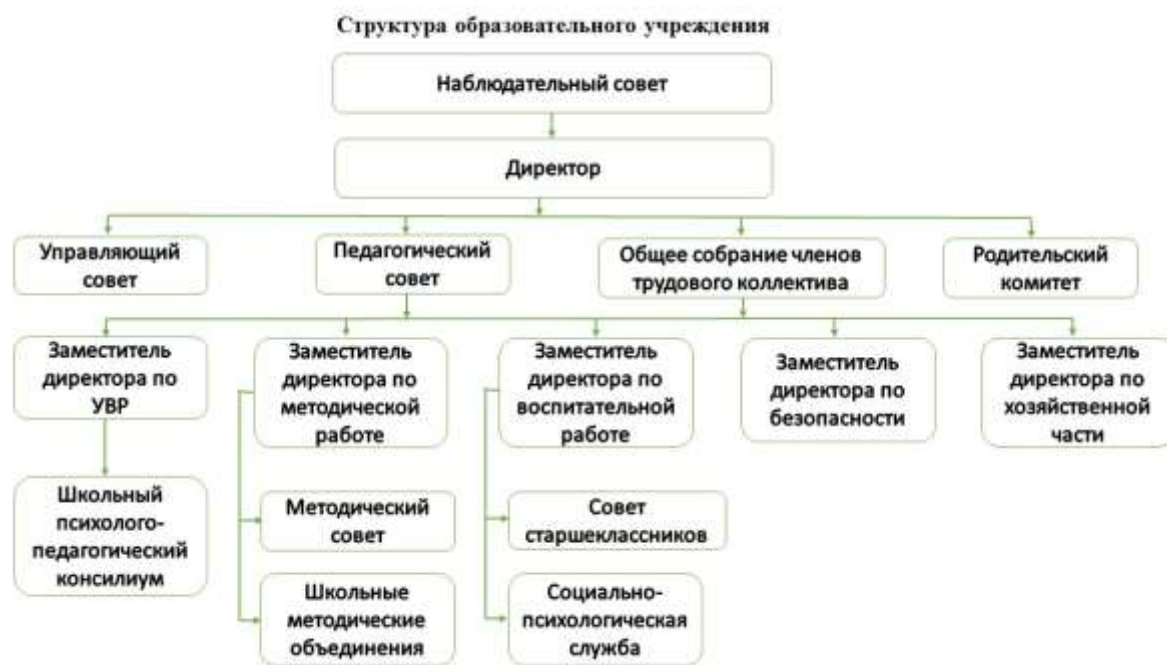 Структура образовательного учреждения
Наблюдательный совет
Директор
Управляющий
совет
Педагогический
совет
Общее собрание членов
трудового коллектива
Родительский
комитет
Заместитель
директора по
УВР
Заместитель
директора по
методической
работе
Заместитель
директора по
воспитательной
работе
Заместитель
директора по
безопасности
Заместитель
директора по
хозяйственной
части
Школьный
психолого-
педагогический
консилиум
Методический
совет
Совет
старшеклассников
Школьные
методические
объединения
Социально-
психологическая
служба